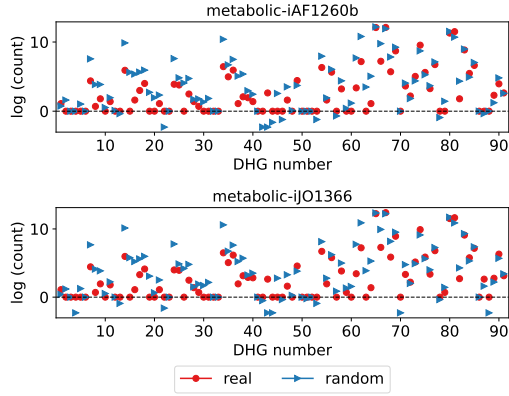 metabolic-iAF1260b
log (count)
10
0
10 20 30 40 50 60 70 80 90
DHG number
metabolic-iJO1366
log (count)
10
0
10 20 30 40 50 60 70 80 90
DHG number
real random